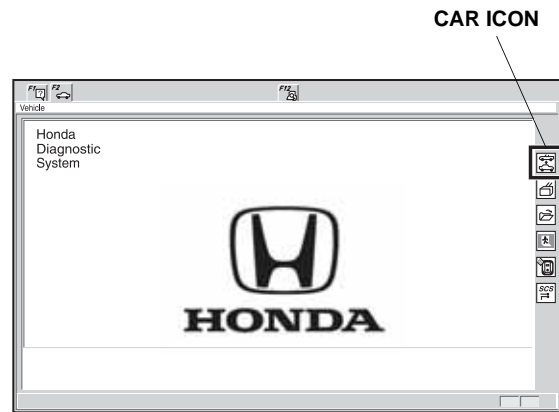 CAR ICON
F1 F2 F12
Vehicle
Honda
Diagnostic
System
HONDA
SCS